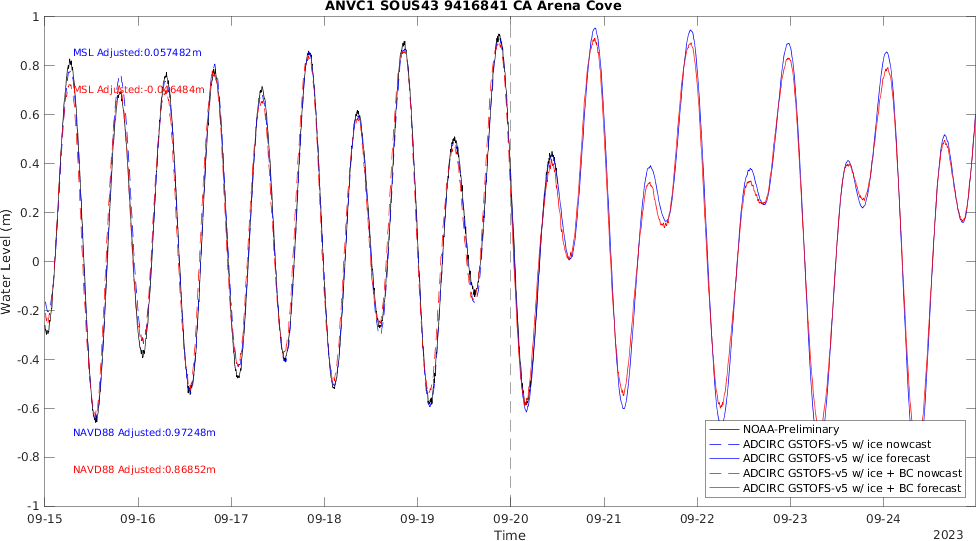 ANVC1 SOUS43 9416841 CA Arena Cove
1
0.8
0.6
0.4
0.2
0
-0.2
-0.4
-0.6
-0.8
-1
Water Level (m)
MSL Adjusted:0.057482m
MSL Adjusted:-0.046484m
NAVD88 Adjusted:0.97248m
NAVD88 Adjusted:0.86852m
NOAA-Preliminary
ADCIRC GSTOFS-v5 w/ ice nowcast
ADCIRC GSTOFS-v5 w/ ice forecast
ADCIRC GSTOFS-v5 w/ ice + BC nowcast
ADCIRC GSTOFS-v5 w/ ice + BC forecast
09-15 09-16 09-17 09-18 09-19 09-20 09-21 09-22 09-23 09-24
Time
2023